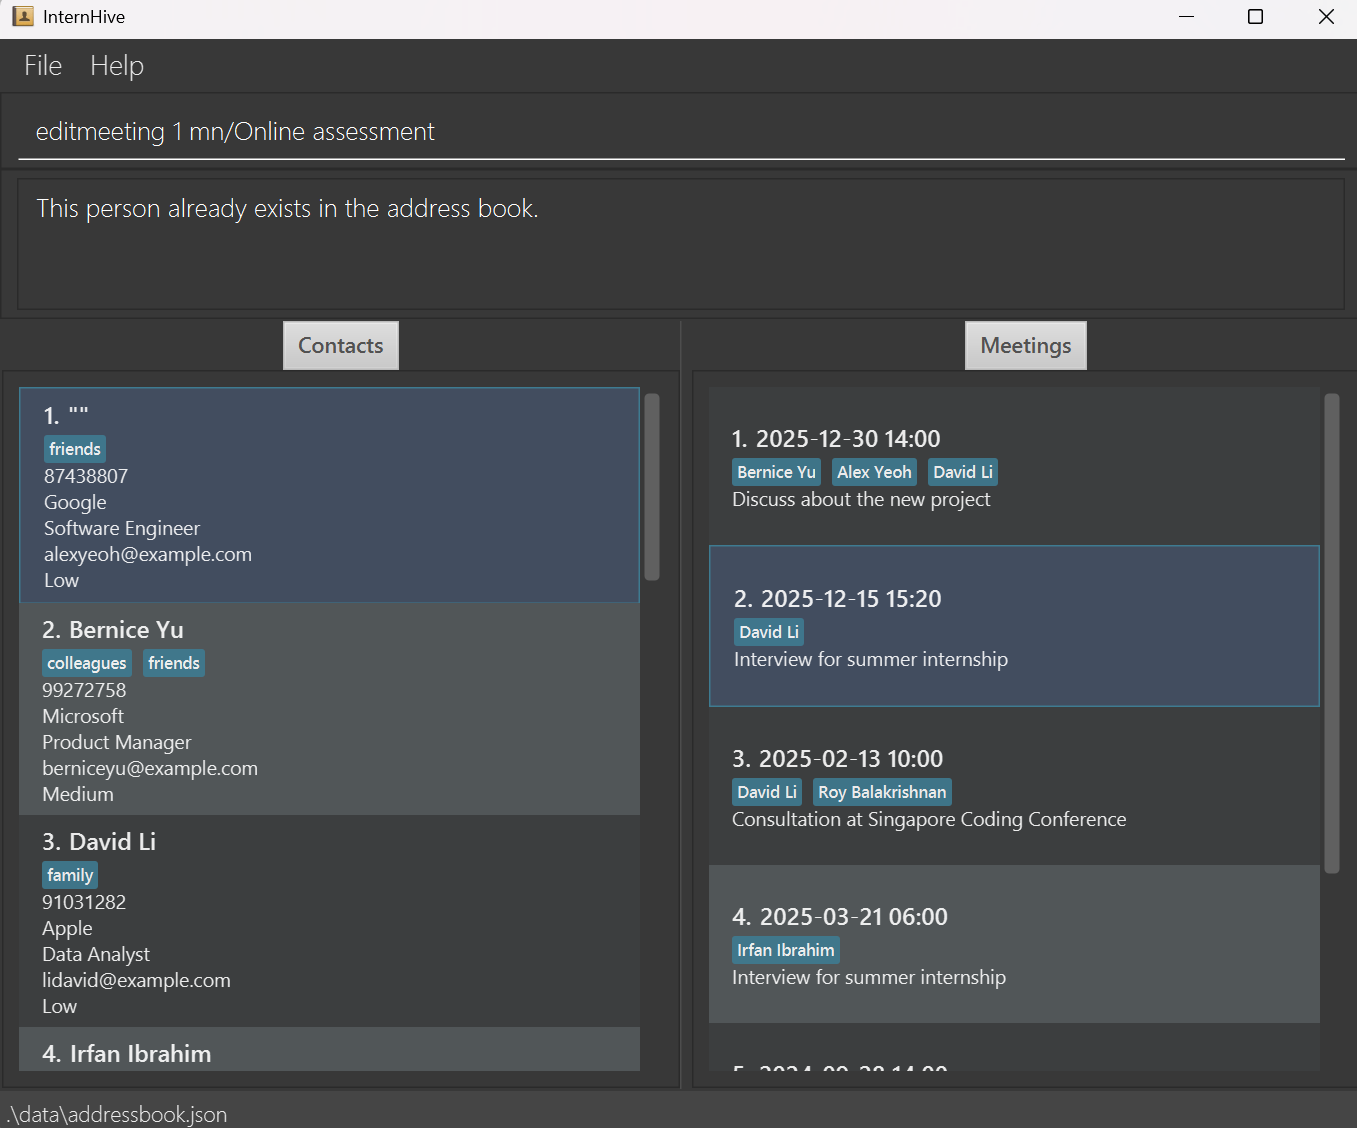 InternHive
File Help
editmeeting 1 mn/Online assessment
This person already exists in the address book.
Contacts
1. ""
friends
87438807
Google
Software Engineer
alexyeoh@example.com
Low
2. Bernice Yu
colleagues friends
99272758
Microsoft
Product Manager
berniceyu@example.com
Medium
3. David Li
family
91031282
Apple
Data Analyst
lidavid@example.com
Low
4. Irfan Ibrahim
Meetings
1. 2025-12-30 14:00
Bernice Yu Alex Yeoh David Li
Discuss about the new project
2. 2025-12-15 15:20
David Li
Interview for summer internship
3. 2025-02-13 10:00
David Li Roy Balakrishnan
Consultation at Singapore Coding Conference
4. 2025-03-21 06:00
Irfan Ibrahim
Interview for summer internship
.\data\addressbook.json